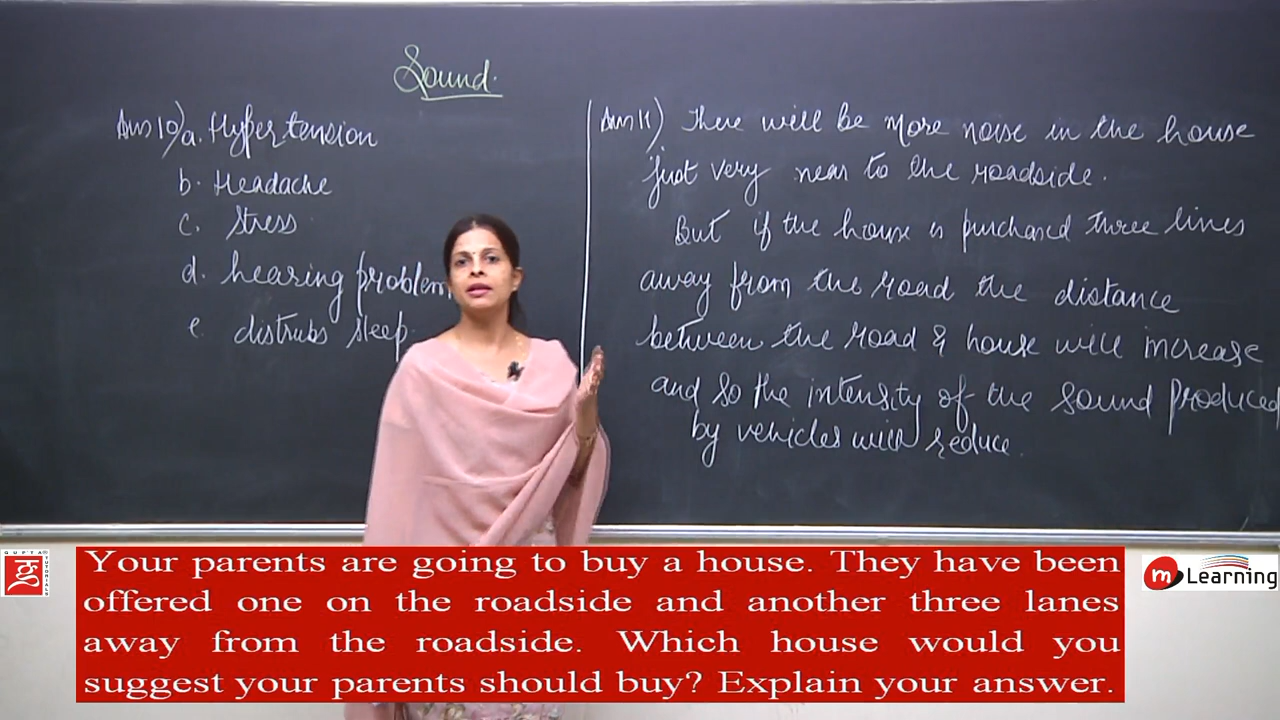 Sound.
Ans 10) a. Hypertension
b. Headache
c. Stress
d. hearing problem
e. distrubs sleep.
Ans 11) There will be more noise in the house
just very near to the roadside.
But if the house is purchased three lines
away from the road the distance
between the road & house will increase
and so the intensity of the sound produced
by vehicles will reduce.
GUPTA
TUTORIALS
m Learning
Your parents are going to buy a house. They have been
offered one on the roadside and another three lanes
away from the roadside. Which house would you
suggest your parents should buy? Explain your answer.